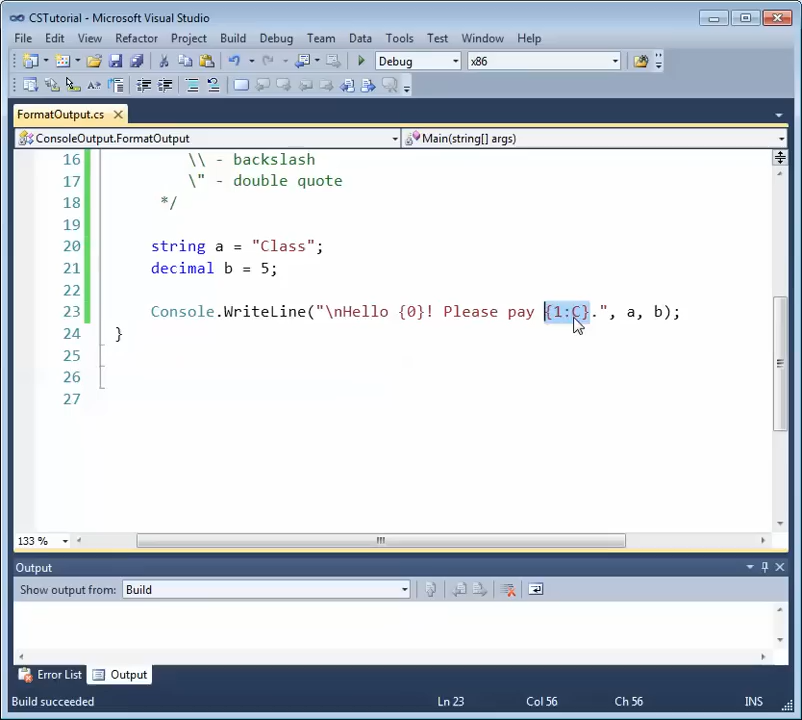 CSTutorial - Microsoft Visual Studio
File Edit View Refactor Project Build Debug Team Data Tools Test Window Help
Debug x86
FormatOutput.cs
ConsoleOutput.FormatOutput Main(string[] args)
16 \\ - backslash
17 \" - double quote
18 */
19
20 string a = "Class";
21 decimal b = 5;
22
23 Console.WriteLine("\nHello {0}! Please pay {1:C}.", a, b);
24 }
25
26
27
133 %
Output
Show output from: Build
Error List Output
Build succeeded Ln 23 Col 56 Ch 56 INS